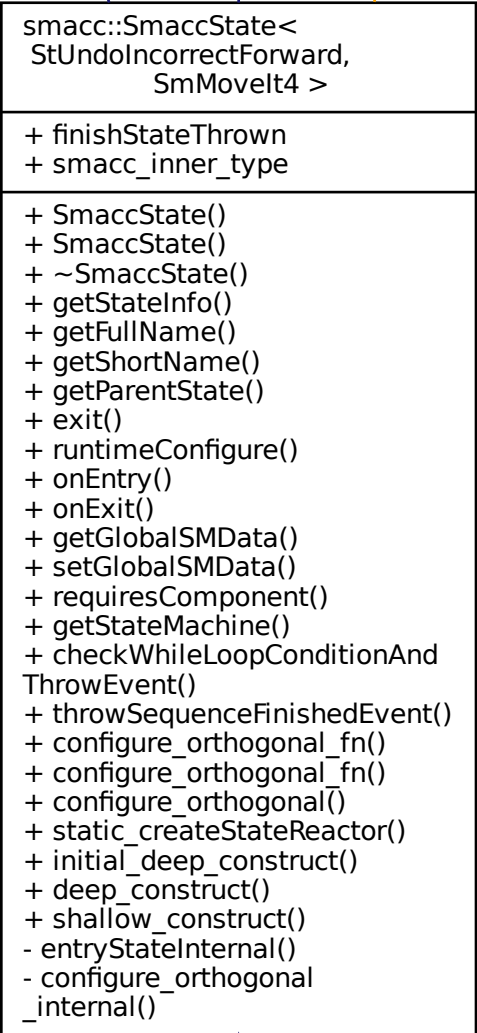 smacc::SmaccState<
StUndoIncorrectForward,
SmMoveIt4 >
+ finishStateThrown
+ smacc_inner_type
+ SmaccState()
+ SmaccState()
+ ~SmaccState()
+ getStateInfo()
+ getFullName()
+ getShortName()
+ getParentState()
+ exit()
+ runtimeConfigure()
+ onEntry()
+ onExit()
+ getGlobalSMData()
+ setGlobalSMData()
+ requiresComponent()
+ getStateMachine()
+ checkWhileLoopConditionAnd
ThrowEvent()
+ throwSequenceFinishedEvent()
+ configure_orthogonal_fn()
+ configure_orthogonal_fn()
+ configure_orthogonal()
+ static_createStateReactor()
+ initial_deep_construct()
+ deep_construct()
+ shallow_construct()
- entryStateInternal()
- configure_orthogonal
_internal()